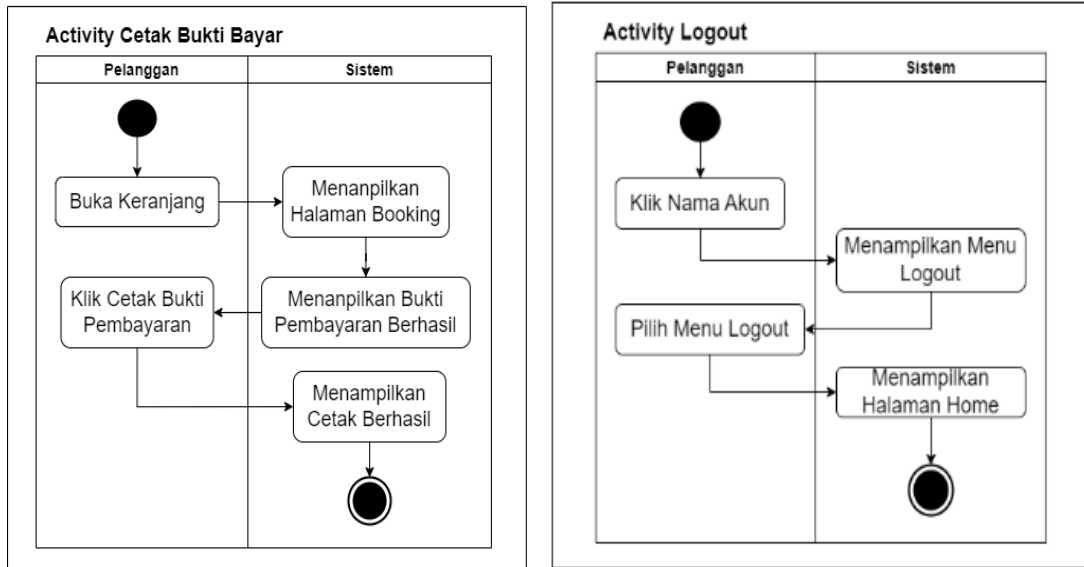 Activity Cetak Bukti Bayar
Pelanggan
Sistem
Buka Keranjang
Menanpilkan
Halaman Booking
Klik Cetak Bukti
Pembayaran
Menanpilkan Bukti
Pembayaran Berhasil
Menampilkan
Cetak Berhasil
Activity Logout
Pelanggan
Sistem
Klik Nama Akun
Menampilkan Menu
Logout
Pilih Menu Logout
Menampilkan
Halaman Home